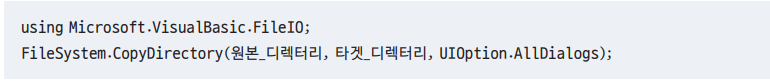 using Microsoft.VisualBasic.FileIO;
FileSystem.CopyDirectory(원본_디렉터리, 타겟_디렉터리, UIOption.AllDialogs);